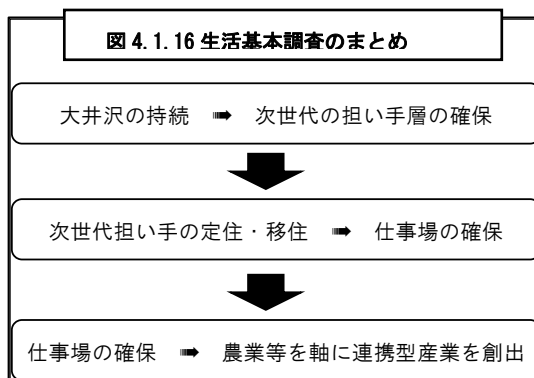 図 4.1.16 生活基本調査のまとめ
大井沢の持続 ➠ 次世代の担い手層の確保
次世代担い手の定住・移住 ➠ 仕事場の確保
仕事場の確保 ➠ 農業等を軸に連携型産業を創出